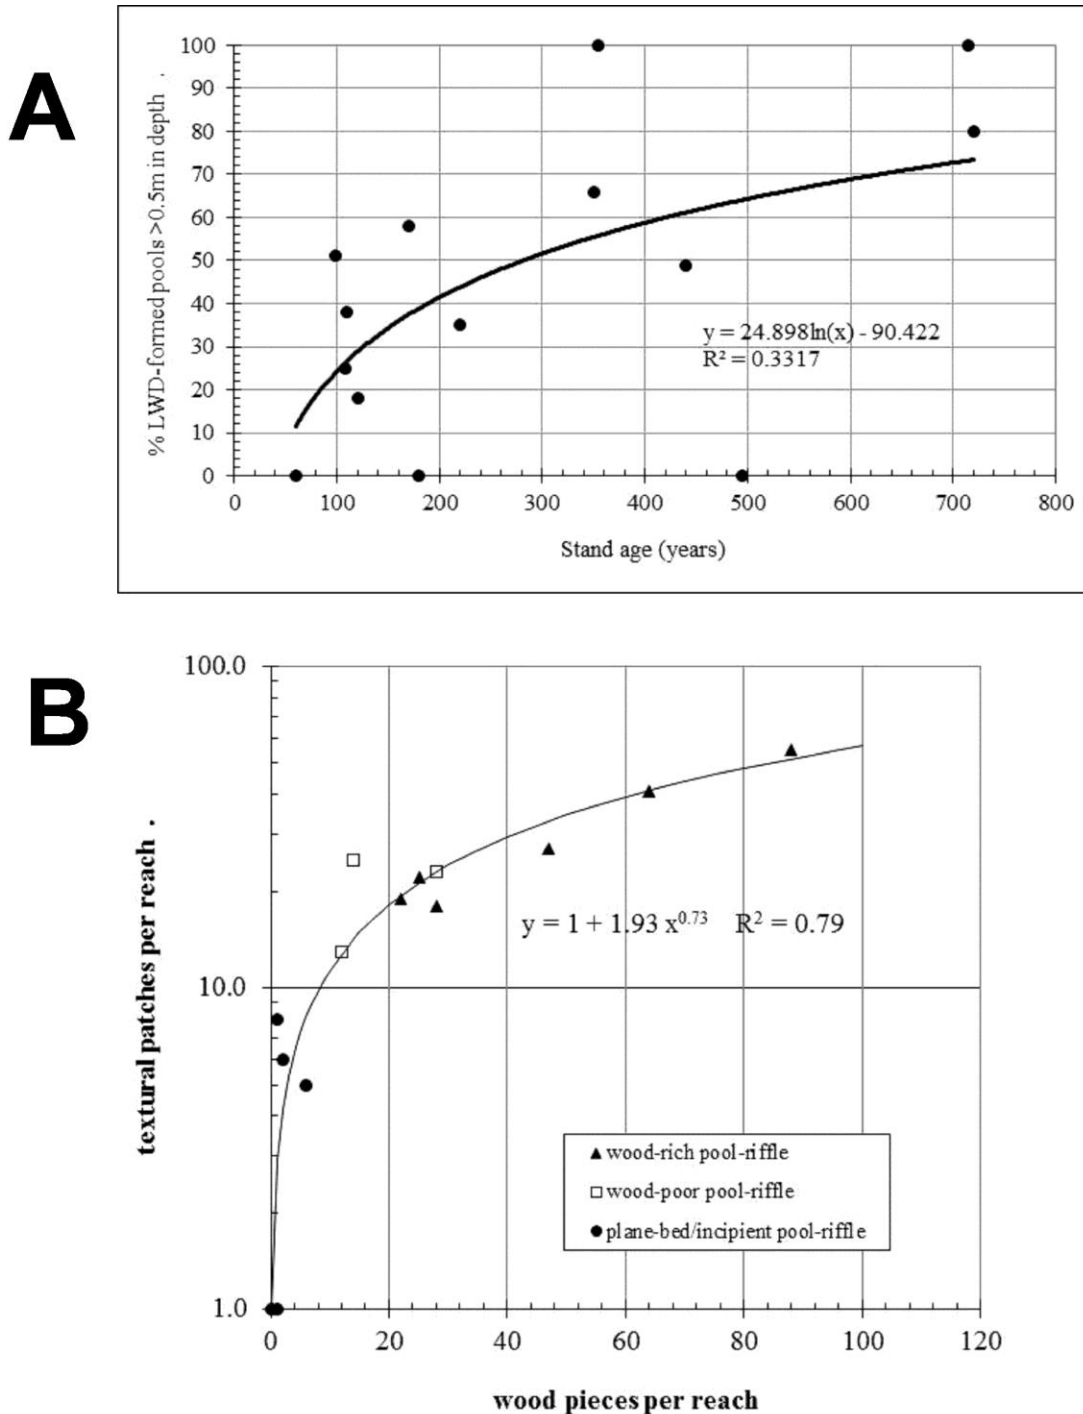 A
% LWD-formed pools >0.5m in depth .
100
90
80
70
60
50
40
30
20
10
0
0 100 200 300 400 500 600 700 800
y = 24.898ln(x) - 90.422
R² = 0.3317
Stand age (years)
B
textural patches per reach .
100.0
10.0
1.0
y = 1 + 1.93 x^0.73 R² = 0.79
wood-rich pool-riffle
wood-poor pool-riffle
plane-bed/incipient pool-riffle
0 20 40 60 80 100 120
wood pieces per reach